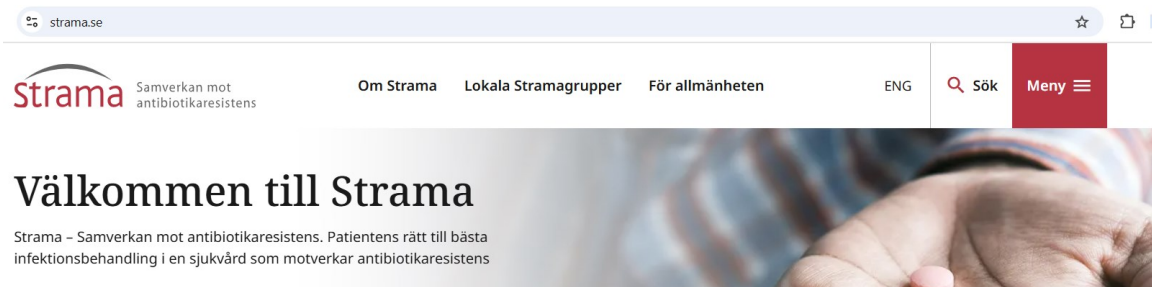 strama.se
strama Samverkan mot
antibiotikaresistens
Om Strama Lokala Stramagrupper För allmänheten ENG Sök Meny
Välkommen till Strama
Strama – Samverkan mot antibiotikaresistens. Patientens rätt till bästa
infektionsbehandling i en sjukvård som motverkar antibiotikaresistens